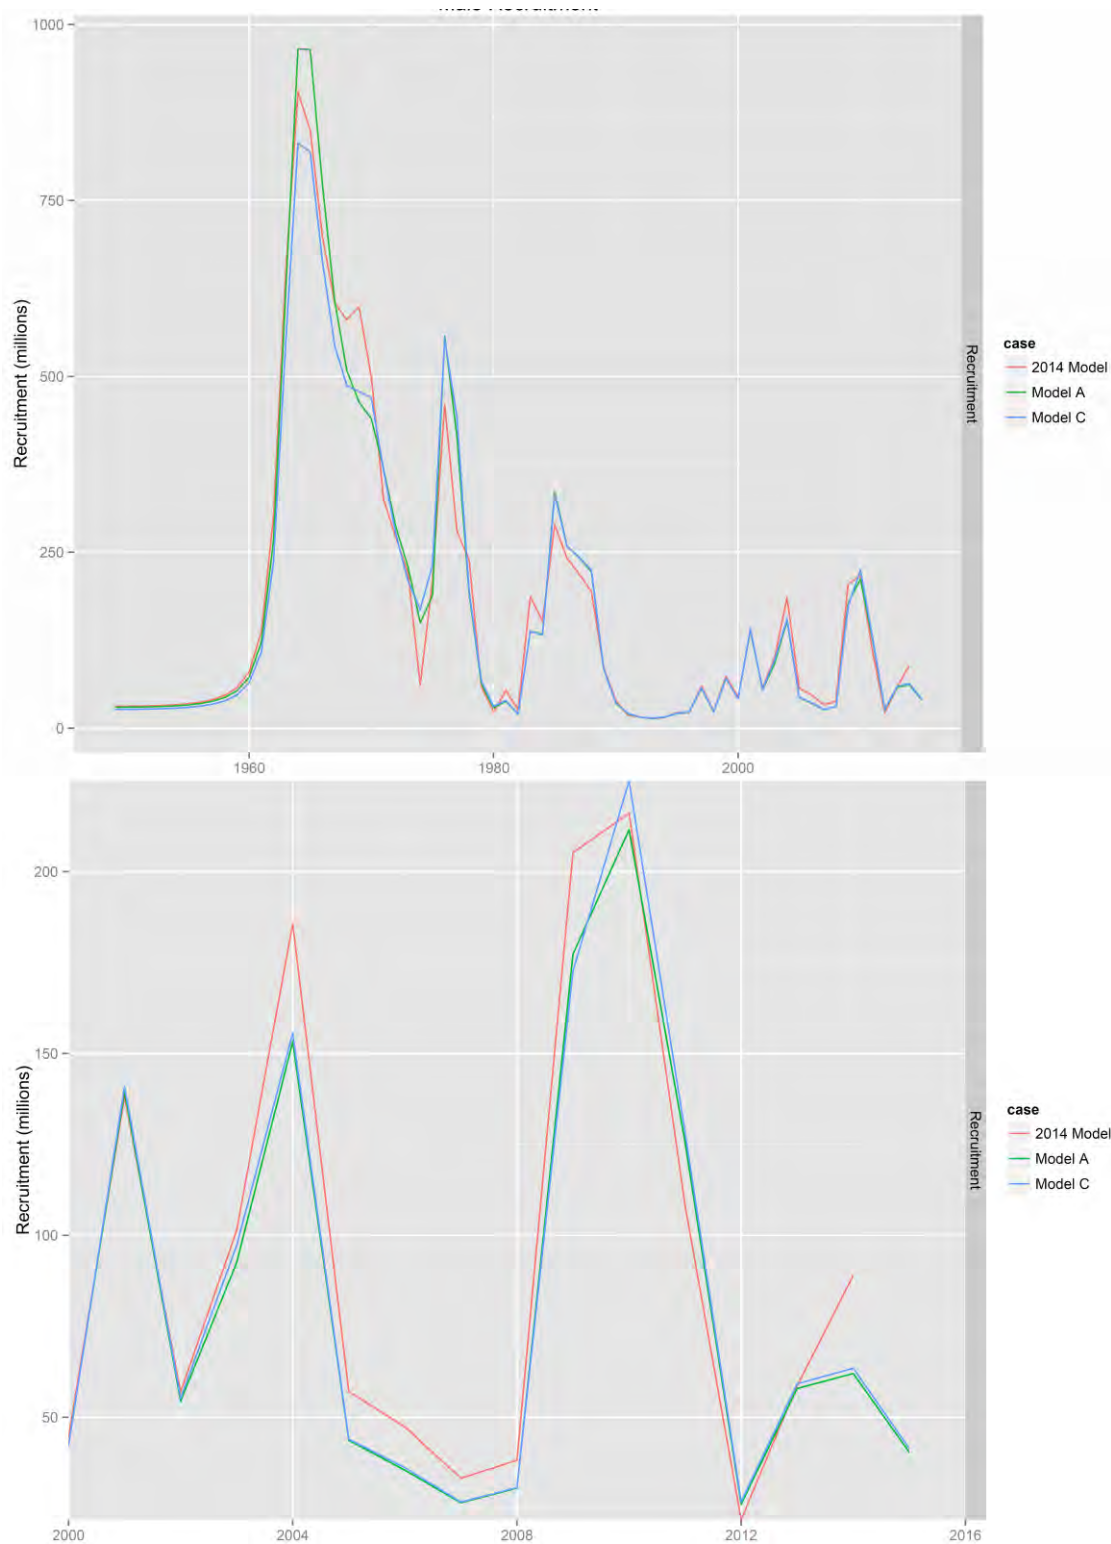 1000
750
500
250
0
Recruitment (millions)
1960
1980
2000
Recruitment
case
2014 Model
Model A
Model C
200
150
100
50
Recruitment (millions)
2000
2004
2008
2012
2016
Recruitment
case
2014 Model
Model A
Model C